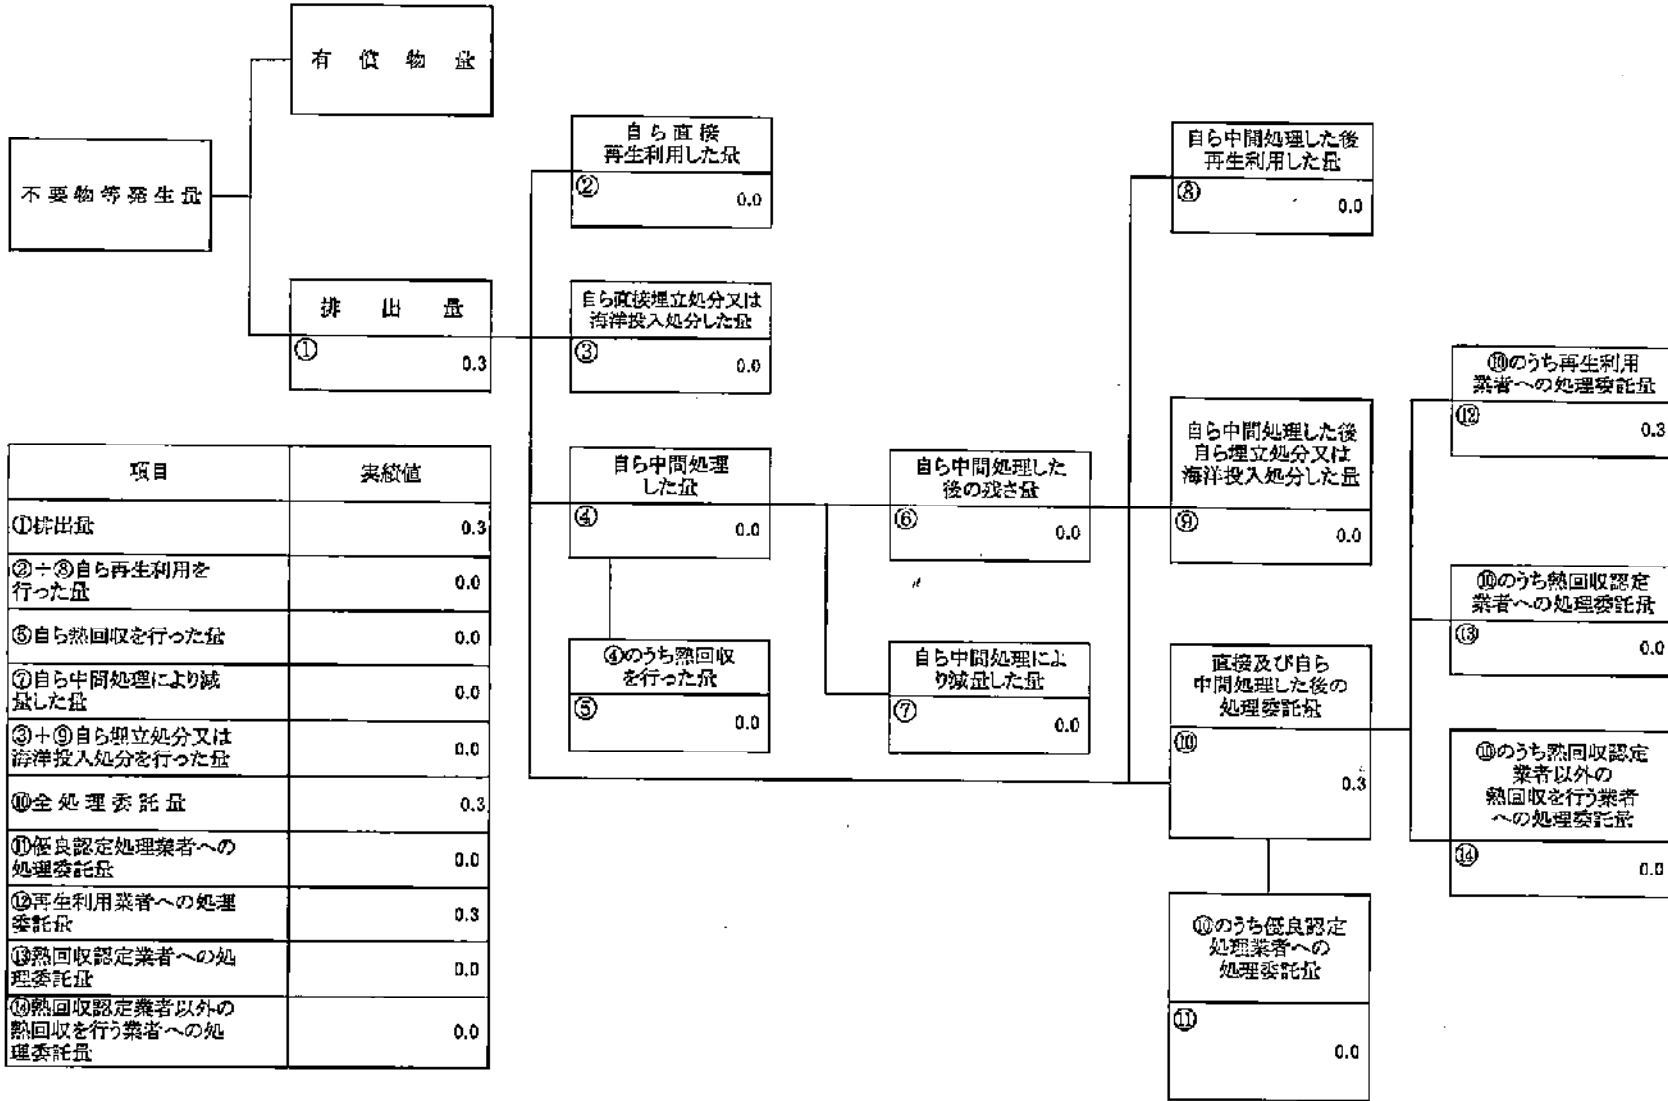 有償物量
不要物等発生量
排出量
①
0.3
自ら直接
再生利用した量
②
0.0
自ら直接埋立処分又は
海洋投入処分した量
③
0.0
自ら中間処理
した量
④
0.0
④のうち熱回収
を行った量
⑤
0.0
自ら中間処理した
後の残さ量
⑥
0.0
自ら中間処理によ
り減量した量
⑦
0.0
自ら中間処理した後
再生利用した量
⑧
0.0
自ら中間処理した後
自ら埋立処分又は
海洋投入処分した量
⑨
0.0
直接及び自ら
中間処理した後の
処理委託量
⑩
0.3
⑩のうち優良認定
処理業者への
処理委託量
⑪
0.0
⑩のうち再生利用
業者への処理委託量
⑫
0.3
⑩のうち熱回収認定
業者への処理委託量
⑬
0.0
⑩のうち熱回収認定
業者以外の
熱回収を行う業者
への処理委託量
⑭
0.0
項目 実績値
①排出量 0.3
②+⑧自ら再生利用を
行った量 0.0
⑤自ら熱回収を行った量 0.0
⑦自ら中間処理により減
量した量 0.0
③+⑨自ら埋立処分又は
海洋投入処分を行った量 0.0
⑩全処理委託量 0.3
⑪優良認定処理業者への
処理委託量 0.0
⑫再生利用業者への処理
委託量 0.3
⑬熱回収認定業者への処
理委託量 0.0
⑭熱回収認定業者以外の
熱回収を行う業者への処
理委託量 0.0